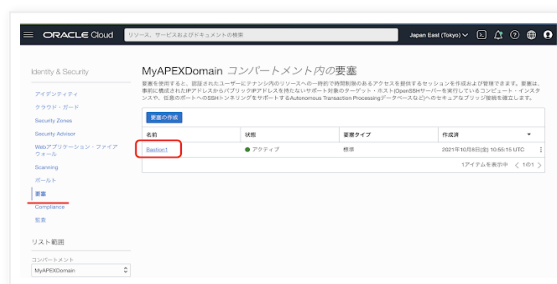 ORACLE Cloud
リソース、サービスおよびドキュメントの検索
Japan East (Tokyo)
Identity & Security
アイデンティティ
クラウド・ガード
Security Zones
Security Advisor
Webアプリケーション・ファイア
ウォール
Scanning
ボールト
要塞
Compliance
監査
リスト範囲
コンパートメント
MyAPEXDomain
MyAPEXDomain コンパートメント内の要塞
要塞を使用すると、認証されたユーザーにテナンシ内のリソースへの一時的で時間制限のあるアクセスを提供するセッションを作成および管理できます。要塞は、
事前に構成されたIPアドレスからパブリックIPアドレスを持たないサポート対象のターゲット・ホスト(OpenSSHサーバーを実行しているコンピュート・インスタ
ンスや、任意のポートへのSSHトンネリングをサポートするAutonomous Transaction Processingデータベースなど)へのセキュアなブリッジ接続を確立します。
要塞の作成
名前 状態 要塞タイプ 作成済
Bastion1 アクティブ 標準 2021年10月8日(金) 10:55:15 UTC
1アイテムを表示中 1の1